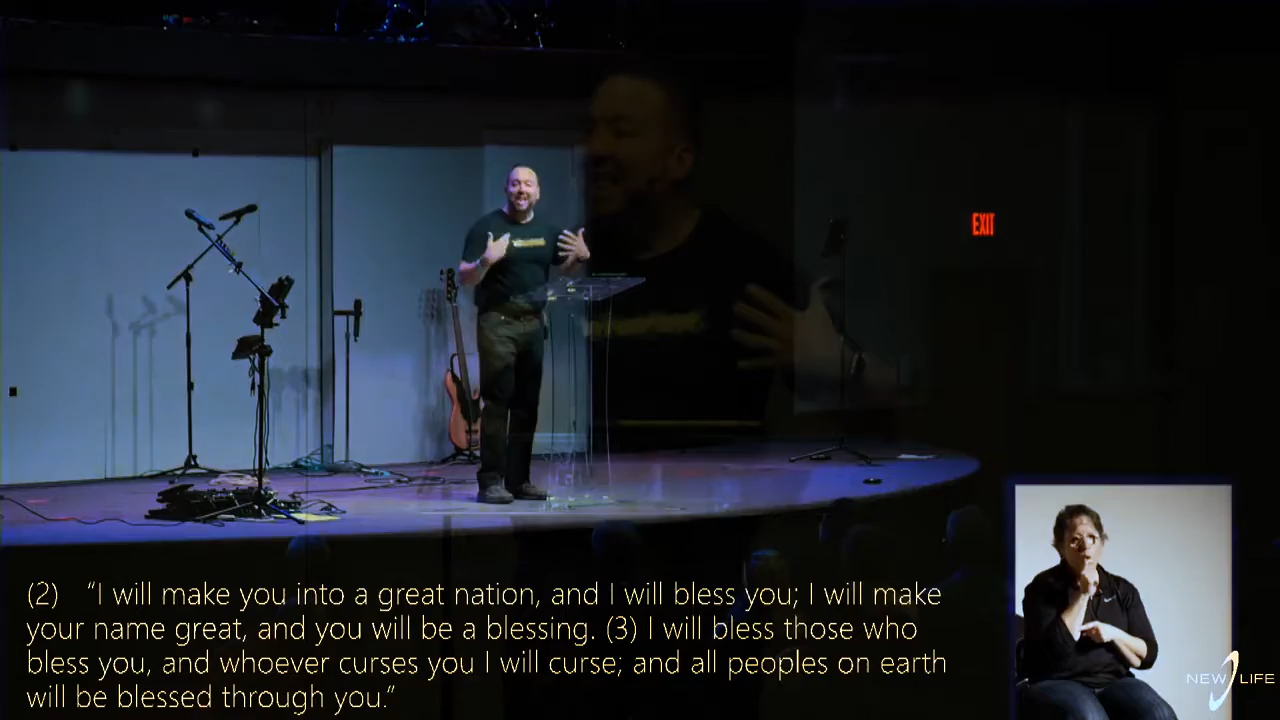 EXIT
(2) “I will make you into a great nation, and I will bless you; I will make
your name great, and you will be a blessing. (3) I will bless those who
bless you, and whoever curses you I will curse; and all peoples on earth
will be blessed through you.”
NEW LIFE